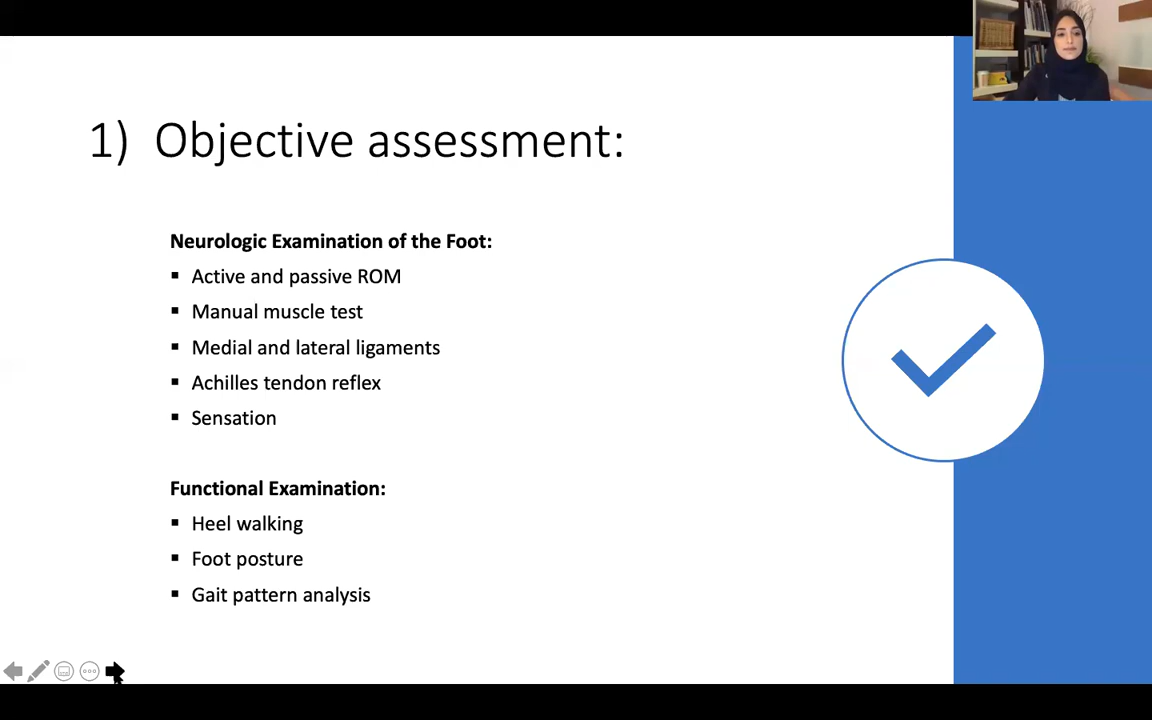 1) Objective assessment:
Neurologic Examination of the Foot:
▪ Active and passive ROM
▪ Manual muscle test
▪ Medial and lateral ligaments
▪ Achilles tendon reflex
▪ Sensation
Functional Examination:
▪ Heel walking
▪ Foot posture
▪ Gait pattern analysis